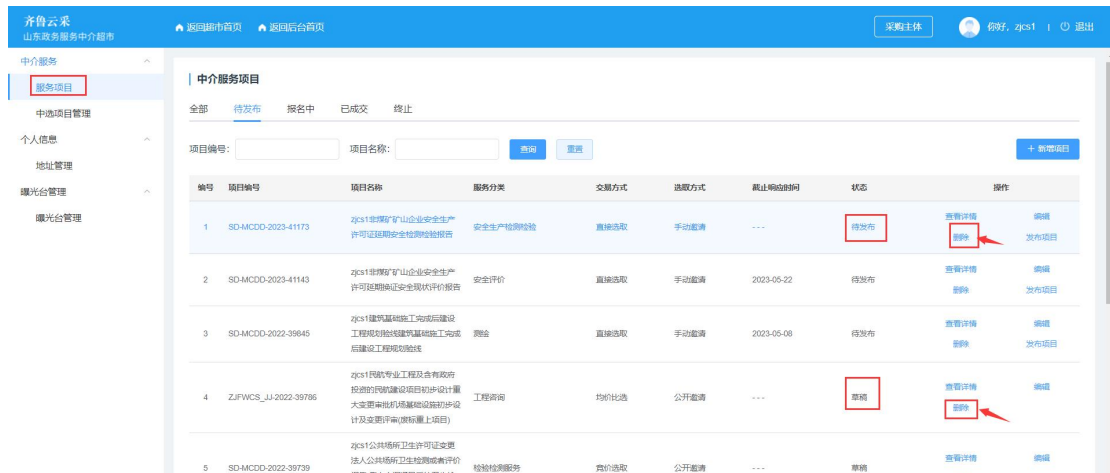 齐鲁云采
山东政务服务中介超市
返回超市首页 返回后台首页 采购主体 你好, zjcs1 | 退出
中介服务
服务项目
中选项目管理
个人信息
地址管理
曝光台管理
曝光台管理
中介服务项目
全部 待发布 报名中 已成交 终止
项目编号: 项目名称: 查询 重置 + 新增项目
编号 项目编号 项目名称 服务分类 交易方式 选取方式 截止响应时间 状态 操作
1 SD-MCDD-2023-41173 zjcs1非煤矿矿山企业安全生产 安全生产检测检验 直接选取 手动邀请 --- 待发布 查看详情 编辑
许可证延期安全检测检验报告 删除 发布项目
2 SD-MCDD-2023-41143 zjcs1非煤矿矿山企业安全生产 安全评价 直接选取 手动邀请 2023-05-22 待发布 查看详情 编辑
许可延期换证安全现状评价报告 删除 发布项目
zjcs1建筑基础施工完成后建设
3 SD-MCDD-2022-39845 工程规划验线建筑基础施工完成 测绘 直接选取 手动邀请 2023-05-08 待发布 查看详情 编辑
后建设工程规划验线 删除 发布项目
zjcs1民航专业工程及含有政府
投资的民航建设项目初步设计重
4 ZJFWCS_JJ-2022-39786 大变更审批机场基础设施初步设 工程咨询 均价比选 公开邀请 --- 草稿 查看详情 编辑
计及变更评审(废标重上项目) 删除
zjcs1公共场所卫生许可证变更
法人公共场所卫生检测或者评价
5 SD-MCDD-2022-39739 检验检测服务 竞价选取 公开邀请 --- 草稿 查看详情 编辑